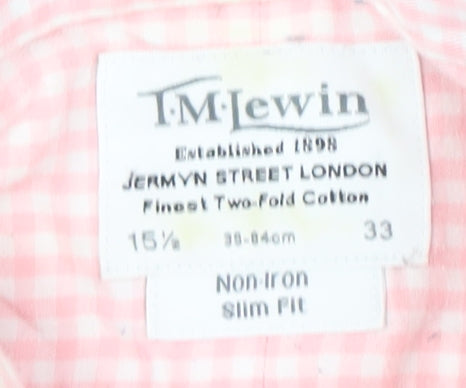 T·M·Lewin
Established 1898
JERMYN STREET LONDON
Finest Two-Fold Cotton
15½ 39-84cm 33
Non-Iron
Slim Fit